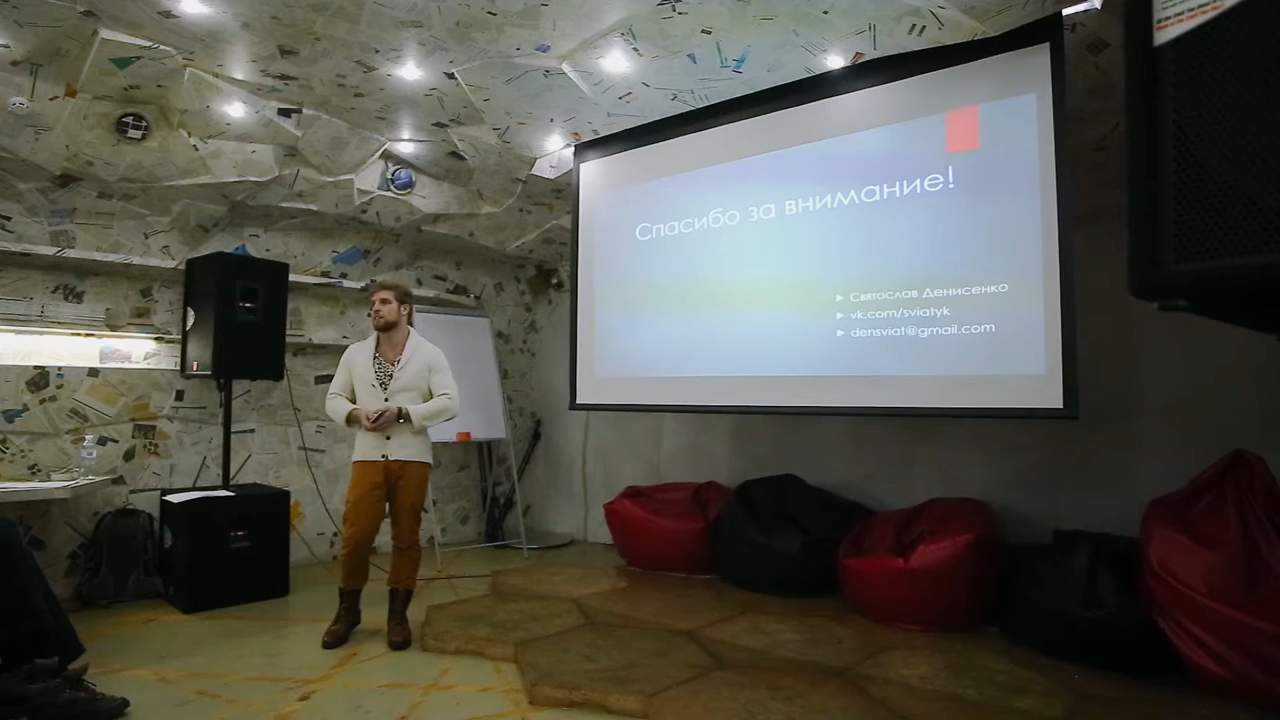 Спасибо за внимание!
Святослав Денисенко
vk.com/sviatyk
densviat@gmail.com